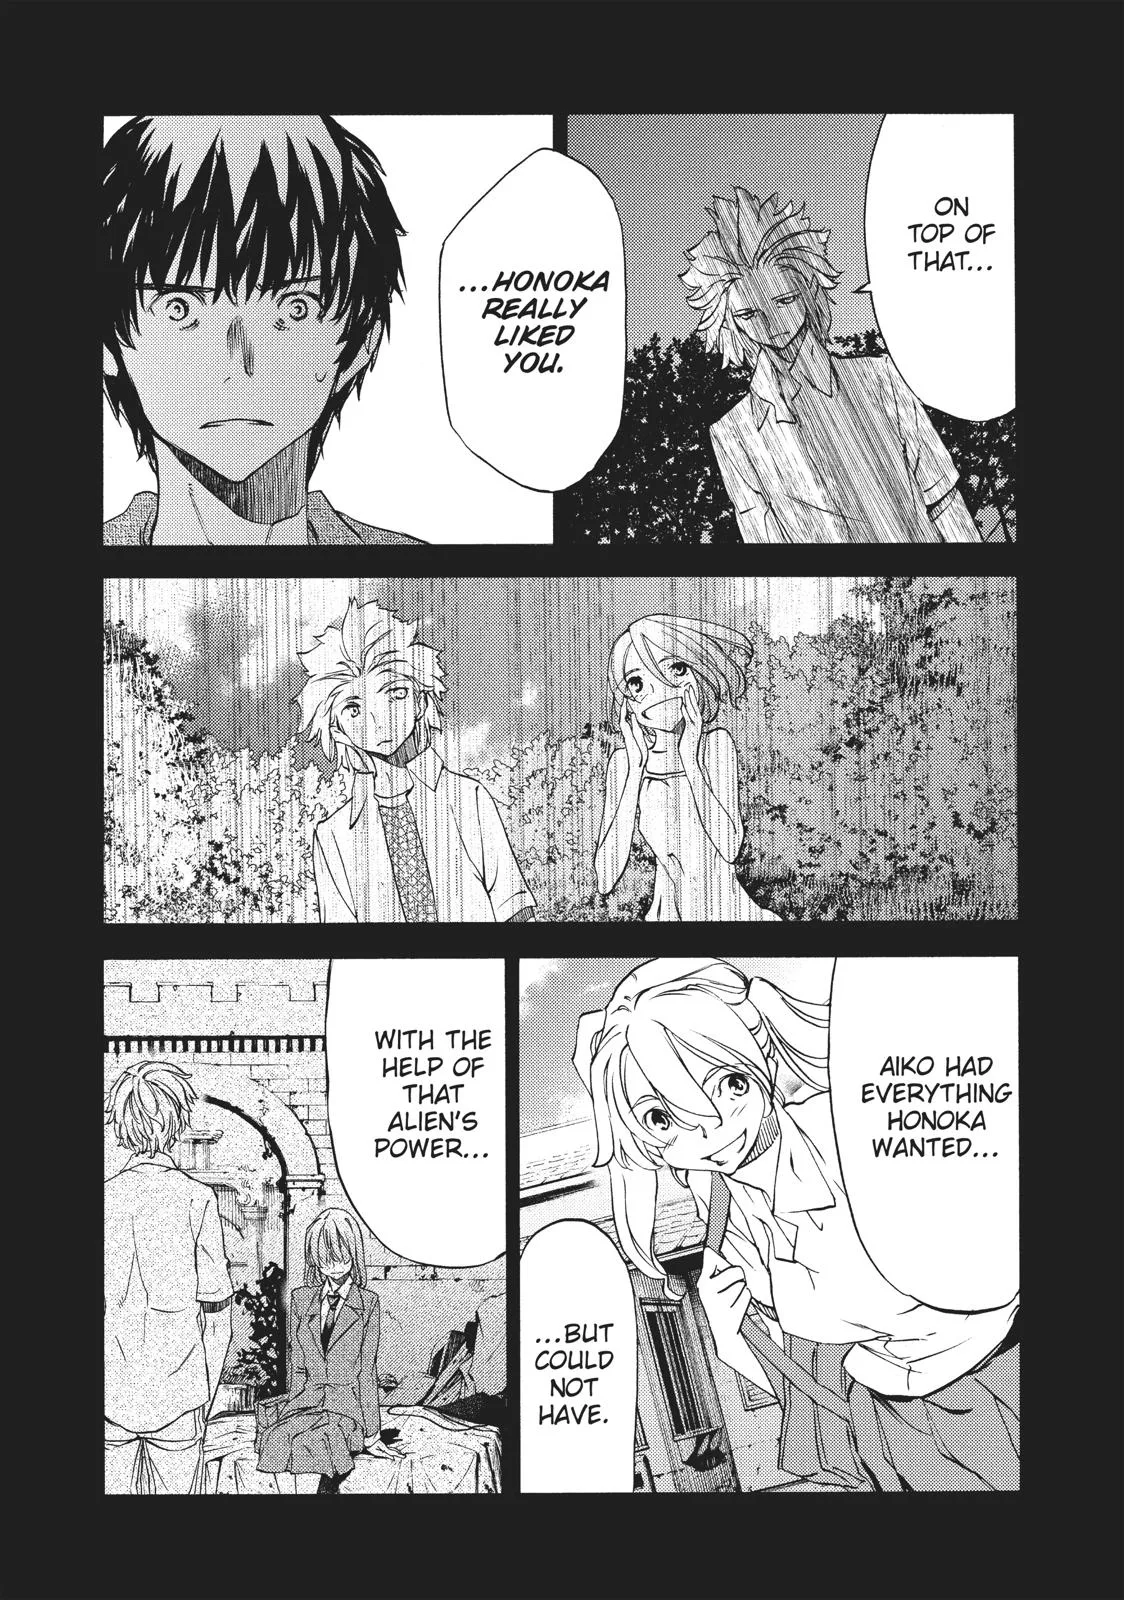 ON
TOP OF
THAT...
...HONOKA
REALLY
LIKED
YOU.
AIKO HAD
EVERYTHING
HONOKA
WANTED...
...BUT
COULD
NOT
HAVE.
WITH THE
HELP OF
THAT
ALIEN'S
POWER...